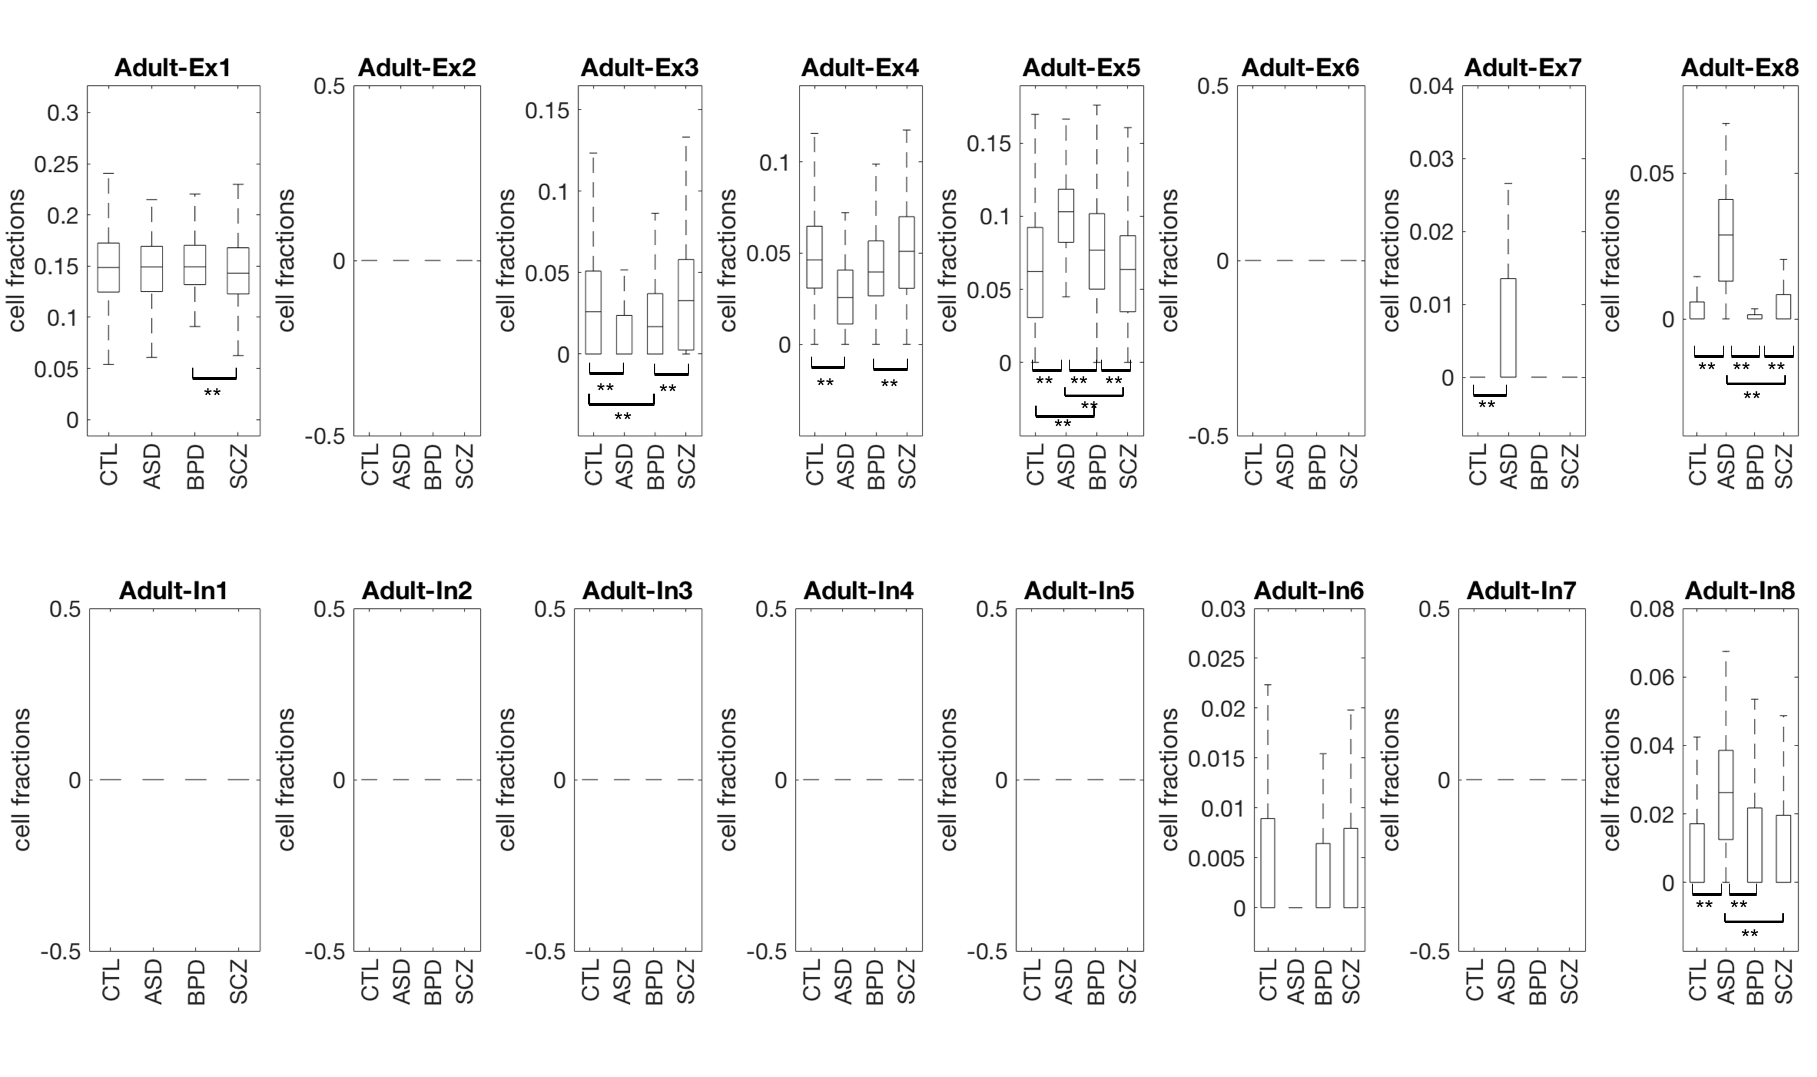 Adult-Ex1 Adult-Ex2 Adult-Ex3 Adult-Ex4 Adult-Ex5 Adult-Ex6 Adult-Ex7 Adult-Ex8
cell fractions
0.3
0.25
0.2
0.15
0.1
0.05
0
**
CTL ASD BPD SCZ
cell fractions
0.5
0
-0.5
CTL ASD BPD SCZ
cell fractions
0.15
0.1
0.05
0
** **
**
CTL ASD BPD SCZ
cell fractions
0.1
0.05
0
** **
CTL ASD BPD SCZ
cell fractions
0.15
0.1
0.05
0
** ** **
**
**
CTL ASD BPD SCZ
cell fractions
0.5
0
-0.5
CTL ASD BPD SCZ
cell fractions
0.04
0.03
0.02
0.01
0
**
CTL ASD BPD SCZ
cell fractions
0.05
0
** ** **
**
CTL ASD BPD SCZ
Adult-In1 Adult-In2 Adult-In3 Adult-In4 Adult-In5 Adult-In6 Adult-In7 Adult-In8
cell fractions
0.5
0
-0.5
CTL ASD BPD SCZ
cell fractions
0.5
0
-0.5
CTL ASD BPD SCZ
cell fractions
0.5
0
-0.5
CTL ASD BPD SCZ
cell fractions
0.5
0
-0.5
CTL ASD BPD SCZ
cell fractions
0.5
0
-0.5
CTL ASD BPD SCZ
cell fractions
0.03
0.025
0.02
0.015
0.01
0.005
0
CTL ASD BPD SCZ
cell fractions
0.5
0
-0.5
CTL ASD BPD SCZ
cell fractions
0.08
0.06
0.04
0.02
0
** **
**
CTL ASD BPD SCZ